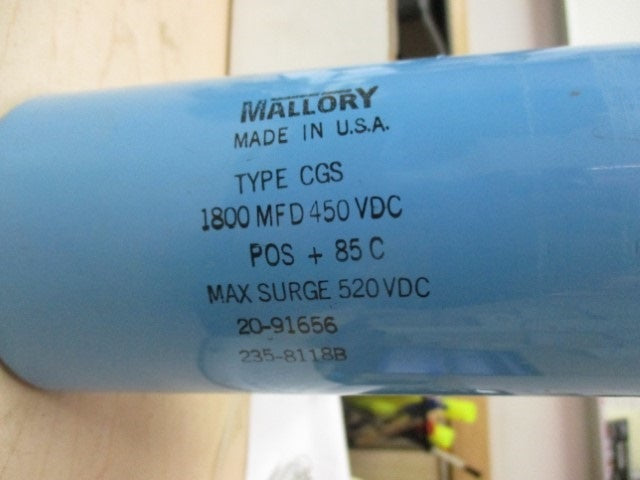 MALLORY
MADE IN U.S.A.
TYPE CGS
1800 MFD 450 VDC
POS + 85 C
MAX SURGE 520 VDC
20-91656
235-8118B